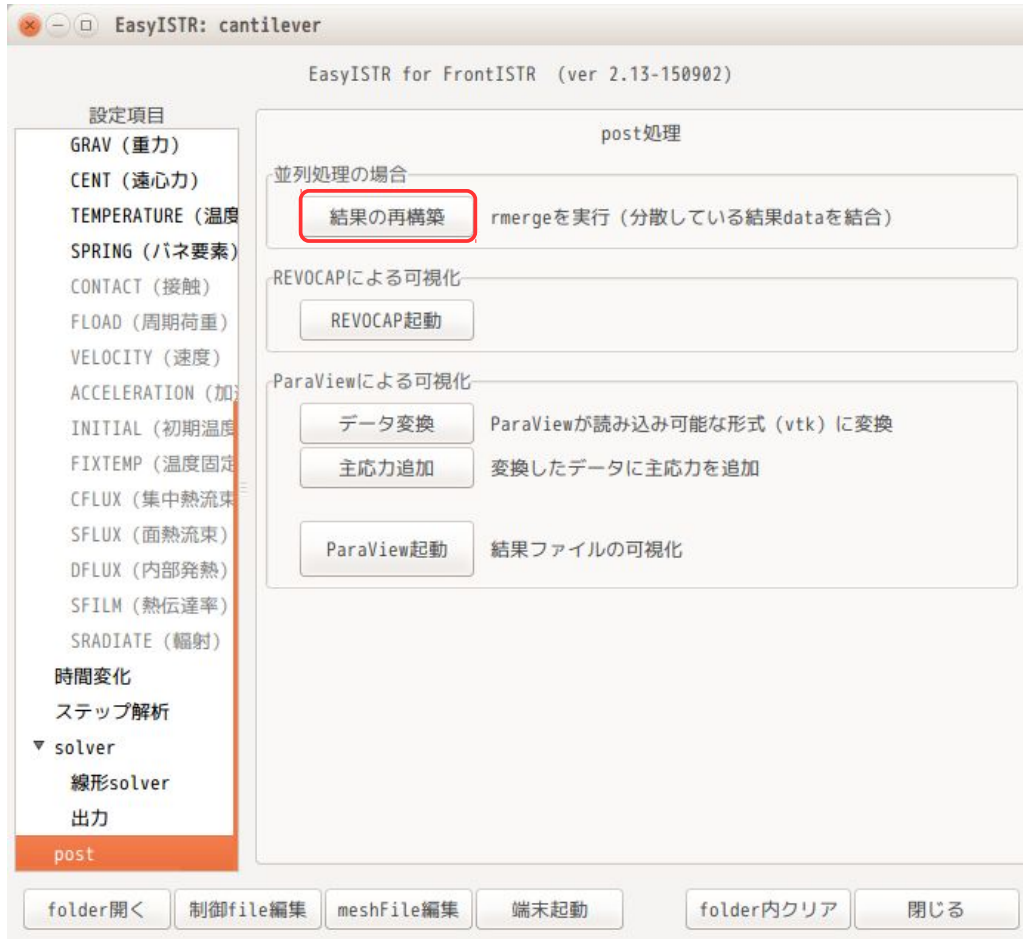 EasyISTR: cantilever
EasyISTR for FrontISTR (ver 2.13-150902)
設定項目
GRAV (重力)
CENT (遠心力)
TEMPERATURE (温度
SPRING (バネ要素)
CONTACT (接触)
FLOAD (周期荷重)
VELOCITY (速度)
ACCELERATION (加
INITIAL (初期温度
FIXTEMP (温度固定
CFLUX (集中熱流束
SFLUX (面熱流束)
DFLUX (内部発熱)
SFILM (熱伝達率)
SRADIATE (輻射)
時間変化
ステップ解析
solver
線形solver
出力
post
post処理
並列処理の場合
結果の再構築 rmergeを実行 (分散している結果dataを結合)
REVOCAPによる可視化
REVOCAP起動
ParaViewによる可視化
データ変換 ParaViewが読み込み可能な形式 (vtk) に変換
主応力追加 変換したデータに主応力を追加
ParaView起動 結果ファイルの可視化
folder開く 制御file編集 meshFile編集 端末起動 folder内クリア 閉じる